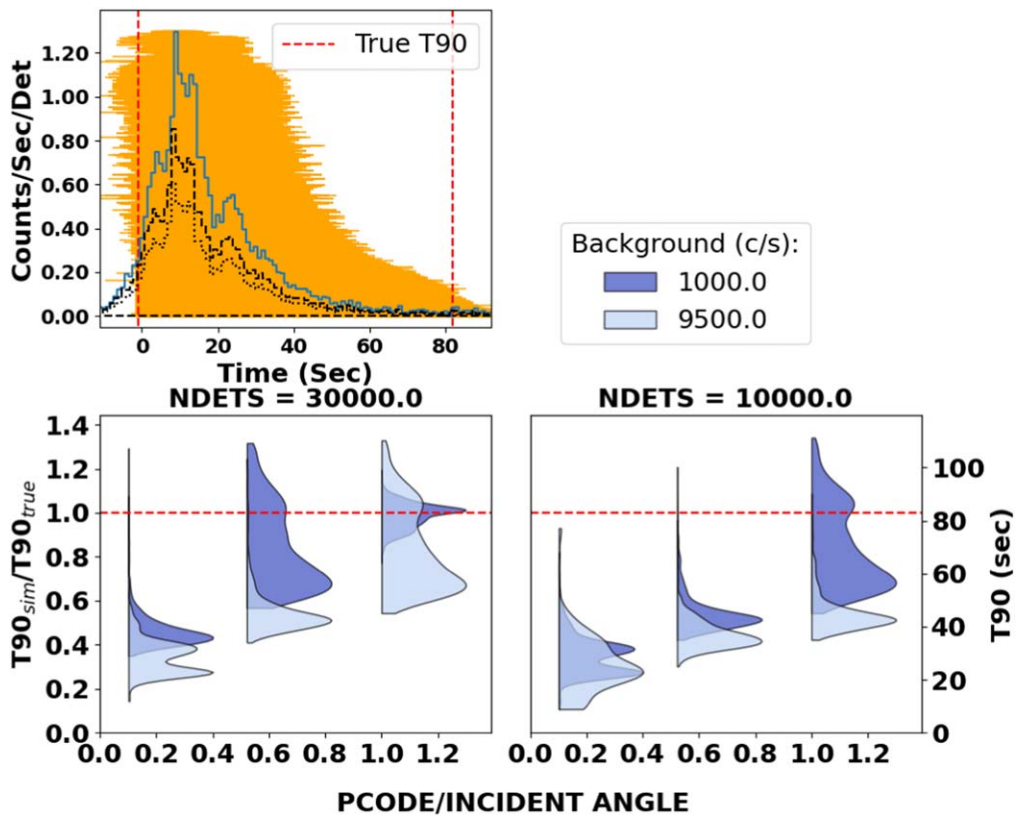 True T90
Counts/Sec/Det
1.20
1.00
0.80
0.60
0.40
0.20
0.00
0 20 40 60 80
Time (Sec)
Background (c/s):
1000.0
9500.0
NDETS = 30000.0
T90sim/T90true
1.4
1.2
1.0
0.8
0.6
0.4
0.2
0.0
0.0 0.2 0.4 0.6 0.8 1.0 1.2
NDETS = 10000.0
T90 (sec)
100
80
60
40
20
0
0.0 0.2 0.4 0.6 0.8 1.0 1.2
PCODE/INCIDENT ANGLE